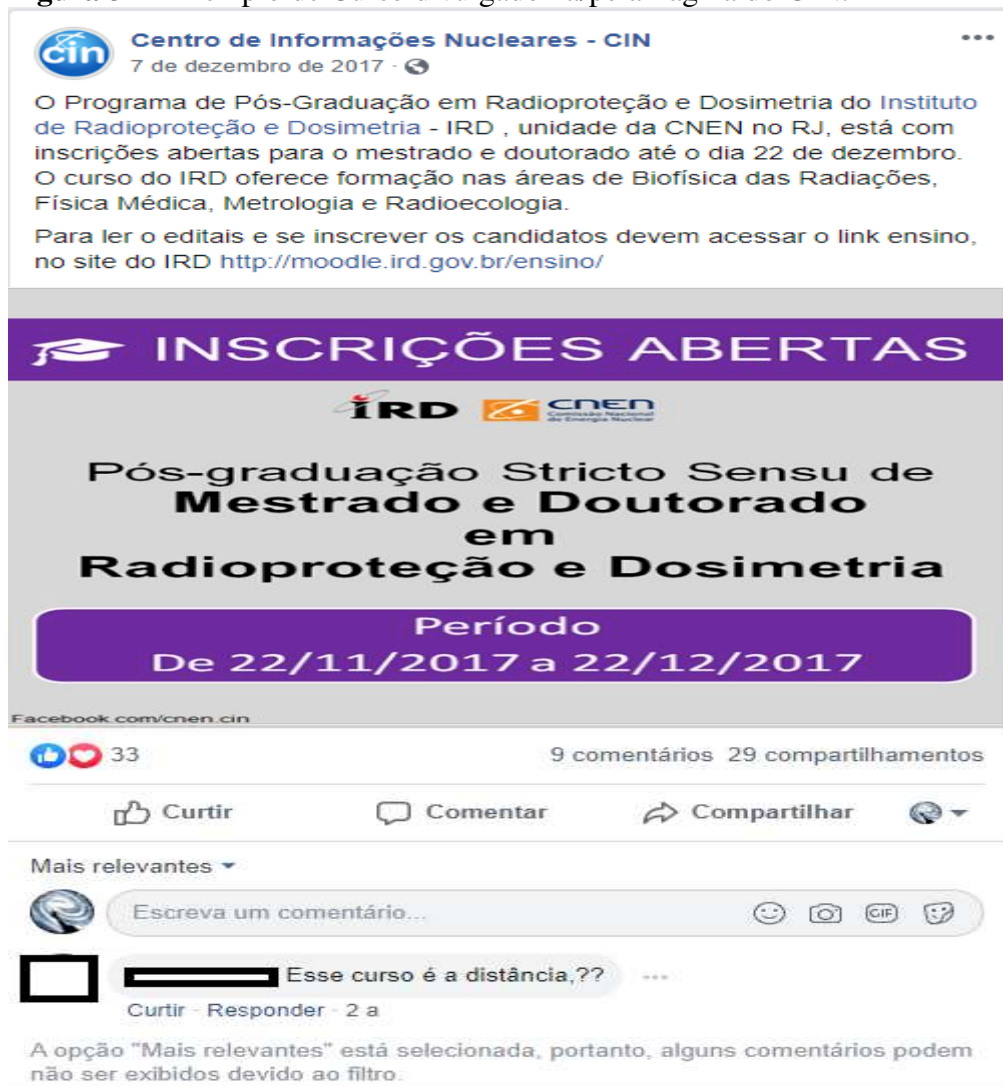 Centro de Informações Nucleares - CIN
cin
7 de dezembro de 2017
O Programa de Pós-Graduação em Radioproteção e Dosimetria do Instituto
de Radioproteção e Dosimetria - IRD , unidade da CNEN no RJ, está com
inscrições abertas para o mestrado e doutorado até o dia 22 de dezembro.
O curso do IRD oferece formação nas áreas de Biofísica das Radiações,
Física Médica, Metrologia e Radioecologia.
Para ler o editais e se inscrever os candidatos devem acessar o link ensino,
no site do IRD http://moodle.ird.gov.br/ensino/
INSCRIÇÕES ABERTAS
IRD CNEN
Comissão Nacional
de Energia Nuclear
Pós-graduação Stricto Sensu de
Mestrado e Doutorado
em
Radioproteção e Dosimetria
Período
De 22/11/2017 a 22/12/2017
Facebook.com/cnen.cin
33 9 comentários 29 compartilhamentos
Curtir Comentar Compartilhar
Mais relevantes
Escreva um comentário... GIF
Esse curso é a distância,??
Curtir · Responder · 2 a
A opção "Mais relevantes" está selecionada, portanto, alguns comentários podem
não ser exibidos devido ao filtro.